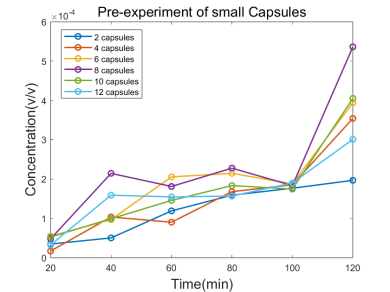 Pre-experiment of small Capsules
×10⁻⁴
6
5
4
3
2
1
0
Concentration(v/v)
2 capsules
4 capsules
6 capsules
8 capsules
10 capsules
12 capsules
20 40 60 80 100 120
Time(min)